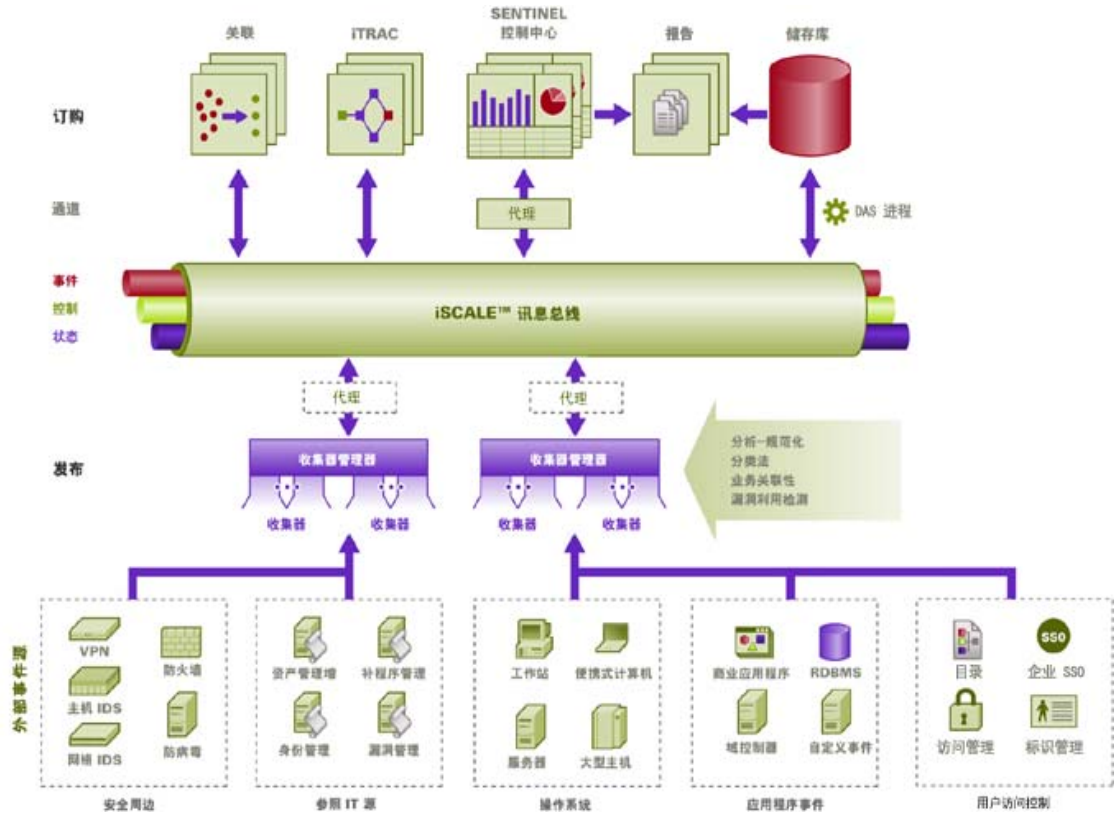 关联
iTRAC
SENTINEL
控制中心
报告
储存库
订购
通道
代理
DAS 进程
事件
控制
状态
iSCALE™ 讯息总线
代理
代理
发布
收集器管理器
收集器管理器
收集器
收集器
收集器
收集器
分析-规范化
分类法
业务关联性
漏洞利用检测
外部事件源
VPN
防火墙
主机 IDS
网络 IDS
防病毒
安全周边
资产管理增
补程序管理
身份管理
漏洞管理
参照 IT 源
工作站
便携式计算机
服务器
大型主机
操作系统
商业应用程序
RDBMS
域控制器
自定义事件
应用程序事件
目录
SSO
企业 SSO
访问管理
标识管理
用户访问控制